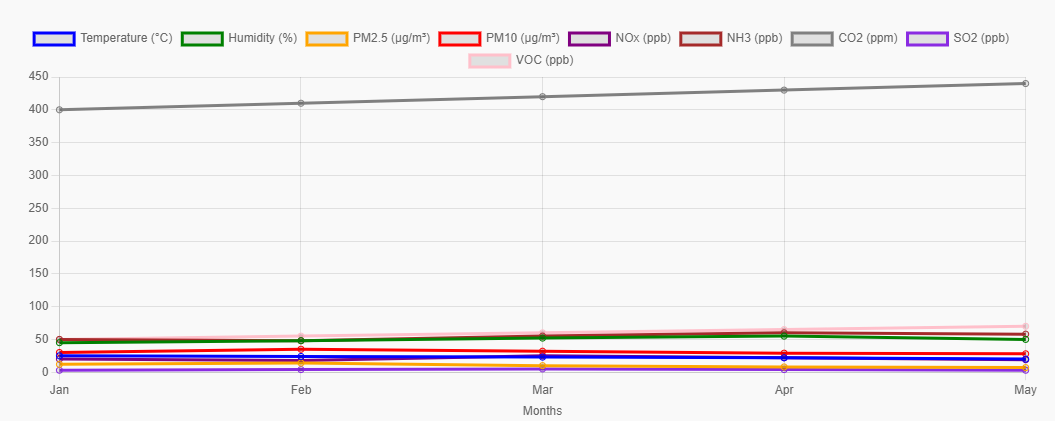 Temperature (°C) Humidity (%) PM2.5 (µg/m³) PM10 (µg/m³) NOx (ppb) NH3 (ppb) CO2 (ppm) SO2 (ppb)
VOC (ppb)
450
400
350
300
250
200
150
100
50
0
Jan Feb Mar Apr May
Months